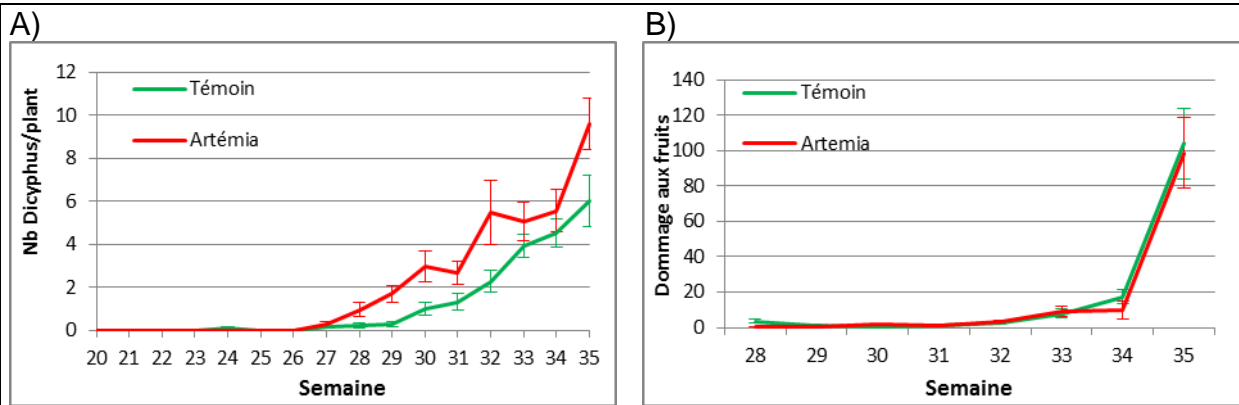 A)
Nb Dicyphus/plant
12
10
8
6
4
2
0
Témoin
Artémia
20 21 22 23 24 25 26 27 28 29 30 31 32 33 34 35
Semaine
B)
Dommage aux fruits
140
120
100
80
60
40
20
0
Témoin
Artemia
28 29 30 31 32 33 34 35
Semaine